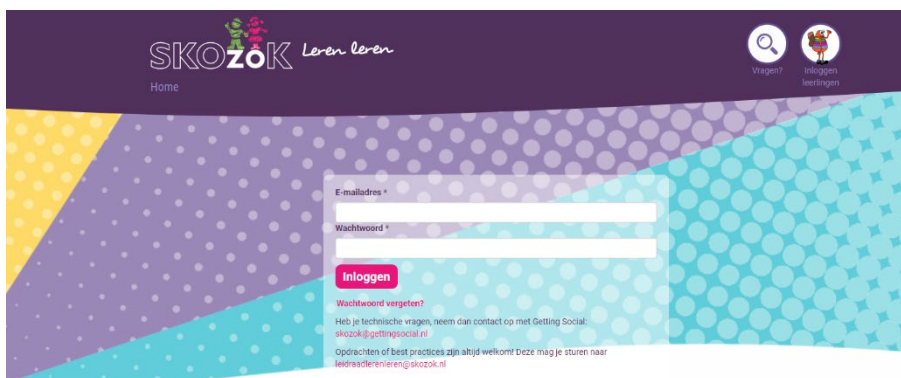 SKOZOK Leren leren
Home
Vragen?
Inloggen
leerlingen
E-mailadres *
Wachtwoord *
Inloggen
Wachtwoord vergeten?
Heb je technische vragen, neem dan contact op met Getting Social:
skozok@gettingsocial.nl
Opdrachten of best practices zijn altijd welkom! Deze mag je sturen naar
leidraadlerenleren@skozok.nl